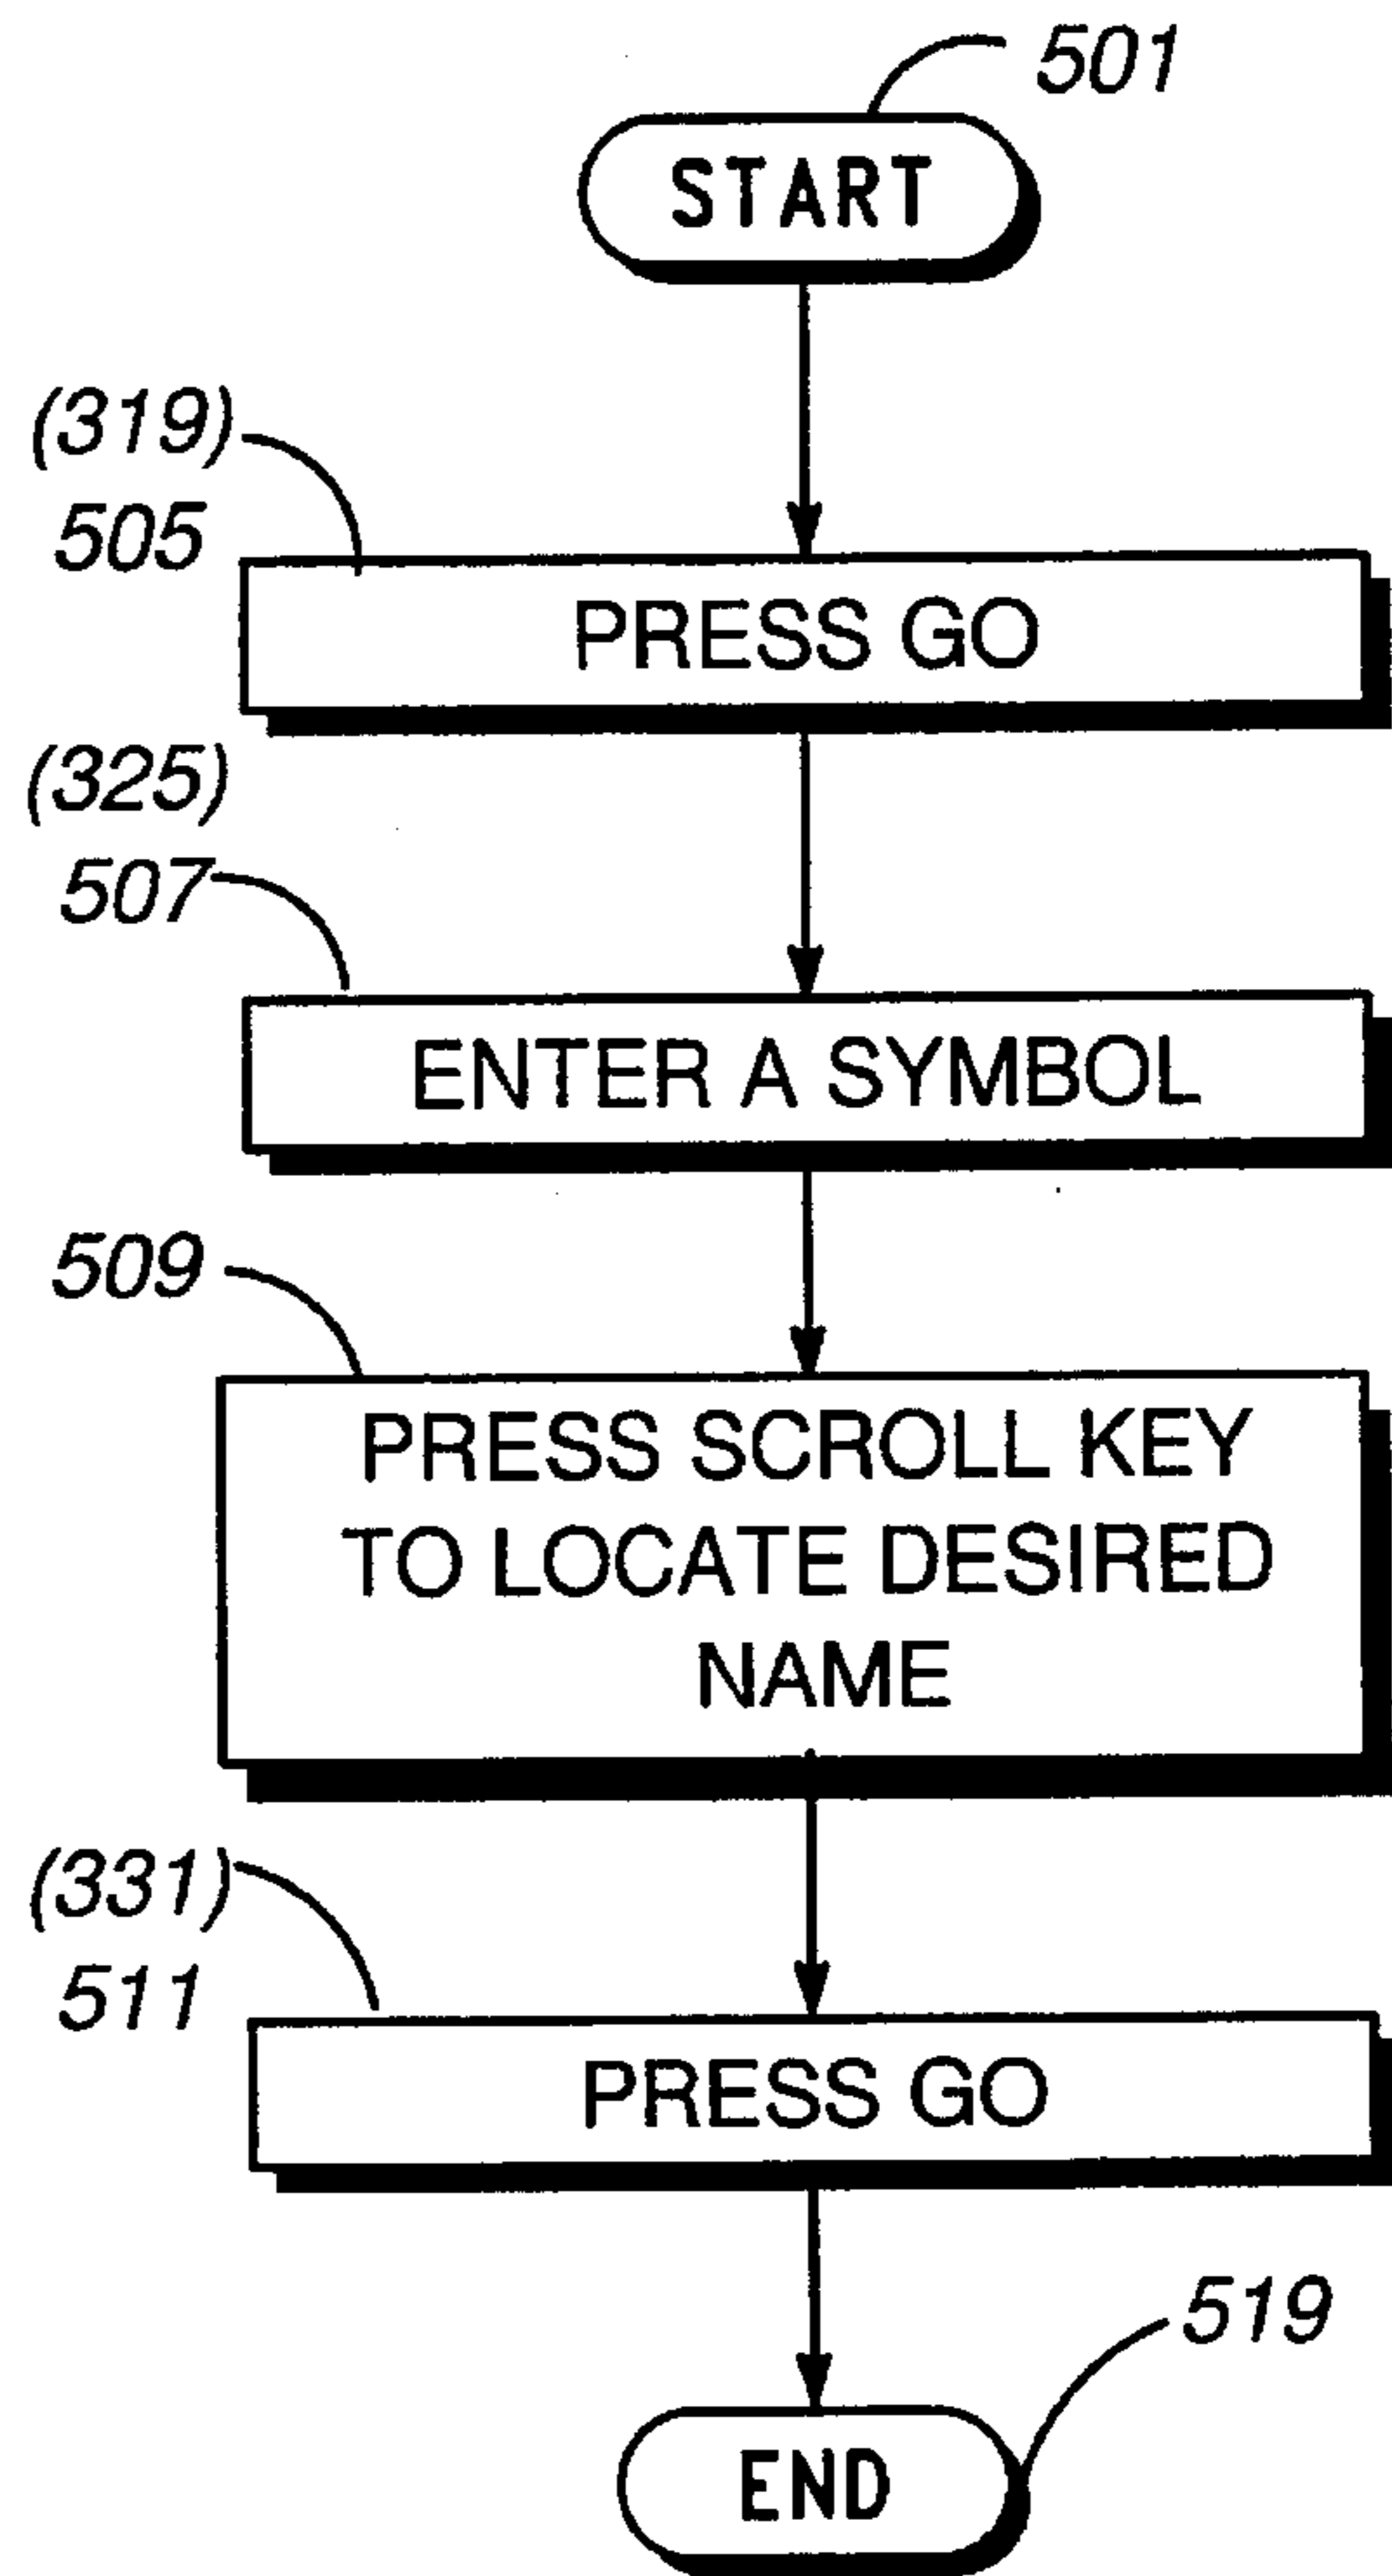 501
START
(319)
505
PRESS GO
(325)
507
ENTER A SYMBOL
509
PRESS SCROLL KEY
TO LOCATE DESIRED
NAME
(331)
511
PRESS GO
519
END